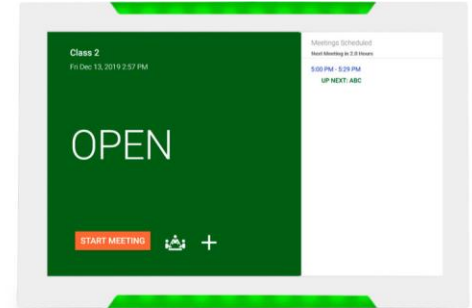 Class 2
Fri Dec 13, 2019 2:57 PM
OPEN
START MEETING
Meetings Scheduled
Next Meeting in 2.0 Hours
5:00 PM - 5:29 PM
UP NEXT: ABC